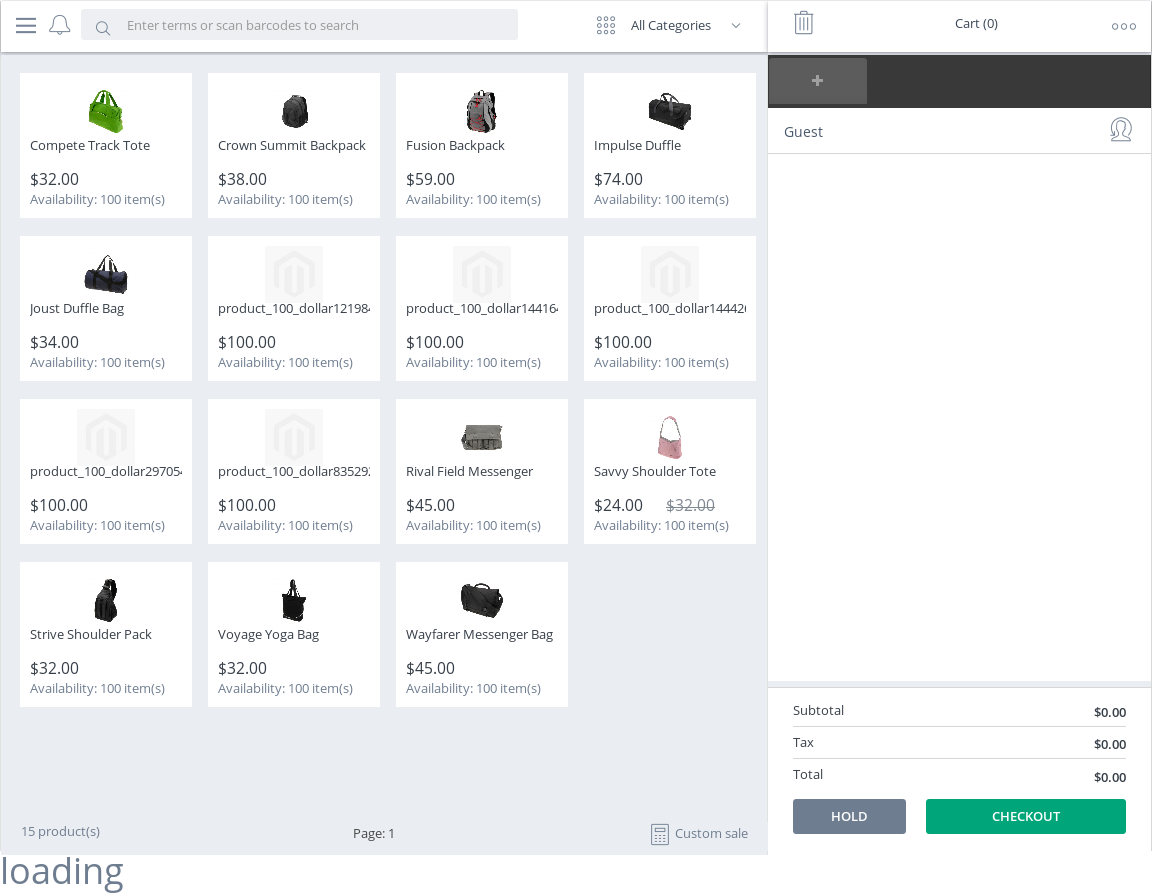 Enter terms or scan barcodes to search
All Categories
Cart (0)
+
Guest
Compete Track Tote
$32.00
Availability: 100 item(s)
Crown Summit Backpack
$38.00
Availability: 100 item(s)
Fusion Backpack
$59.00
Availability: 100 item(s)
Impulse Duffle
$74.00
Availability: 100 item(s)
Joust Duffle Bag
$34.00
Availability: 100 item(s)
product_100_dollar12198
$100.00
Availability: 100 item(s)
product_100_dollar14416
$100.00
Availability: 100 item(s)
product_100_dollar14442
$100.00
Availability: 100 item(s)
product_100_dollar29705
$100.00
Availability: 100 item(s)
product_100_dollar83529
$100.00
Availability: 100 item(s)
Rival Field Messenger
$45.00
Availability: 100 item(s)
Savvy Shoulder Tote
$24.00 $32.00
Availability: 100 item(s)
Strive Shoulder Pack
$32.00
Availability: 100 item(s)
Voyage Yoga Bag
$32.00
Availability: 100 item(s)
Wayfarer Messenger Bag
$45.00
Availability: 100 item(s)
Subtotal $0.00
Tax $0.00
Total $0.00
HOLD CHECKOUT
15 product(s)
Page: 1
Custom sale
loading